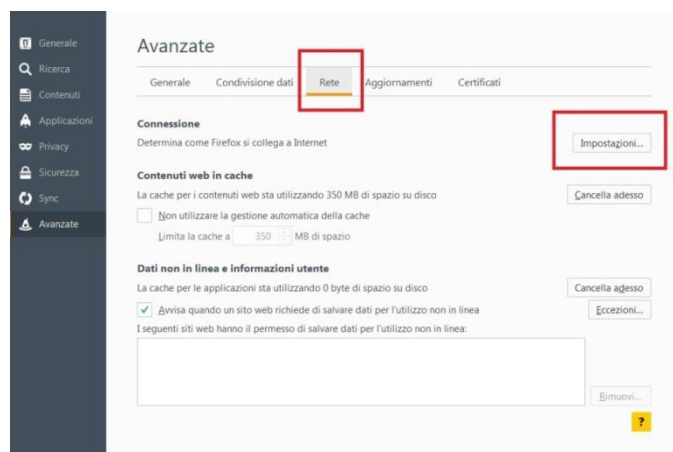 Generale
Ricerca
Contenuti
Applicazioni
Privacy
Sicurezza
Sync
Avanzate
Avanzate
Generale Condivisione dati Rete Aggiornamenti Certificati
Connessione
Determina come Firefox si collega a Internet Impostazioni...
Contenuti web in cache
La cache per i contenuti web sta utilizzando 350 MB di spazio su disco Cancella adesso
Non utilizzare la gestione automatica della cache
Limita la cache a 350 MB di spazio
Dati non in linea e informazioni utente
La cache per le applicazioni sta utilizzando 0 byte di spazio su disco Cancella adesso
Avvisa quando un sito web richiede di salvare dati per l'utilizzo non in linea Eccezioni...
I seguenti siti web hanno il permesso di salvare dati per l'utilizzo non in linea:
Rimuovi...
?